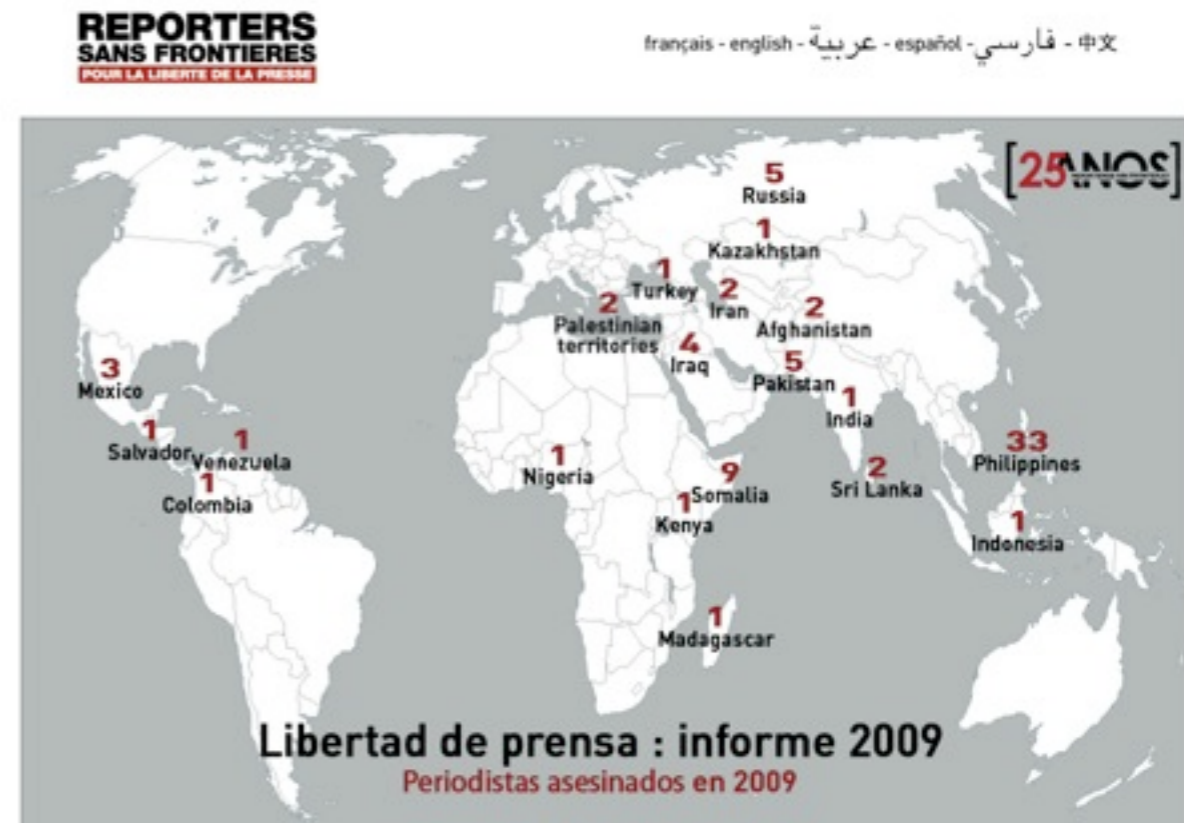 REPORTERS
SANS FRONTIERES
POUR LA LIBERTE DE LA PRESSE
français - english - عربية - español - فارسي - 中文
[25 ANOS]
5
Russia
1
Kazakhstan
1
Turkey
2
Iran
2
Afghanistan
2
Palestinian
territories
4
Iraq
5
Pakistan
3
Mexico
1
India
1
Salvador
1
Venezuela
1
Colombia
1
Nigeria
9
Somalia
1
Kenya
2
Sri Lanka
33
Philippines
1
Indonesia
1
Madagascar
Libertad de prensa : informe 2009
Periodistas asesinados en 2009